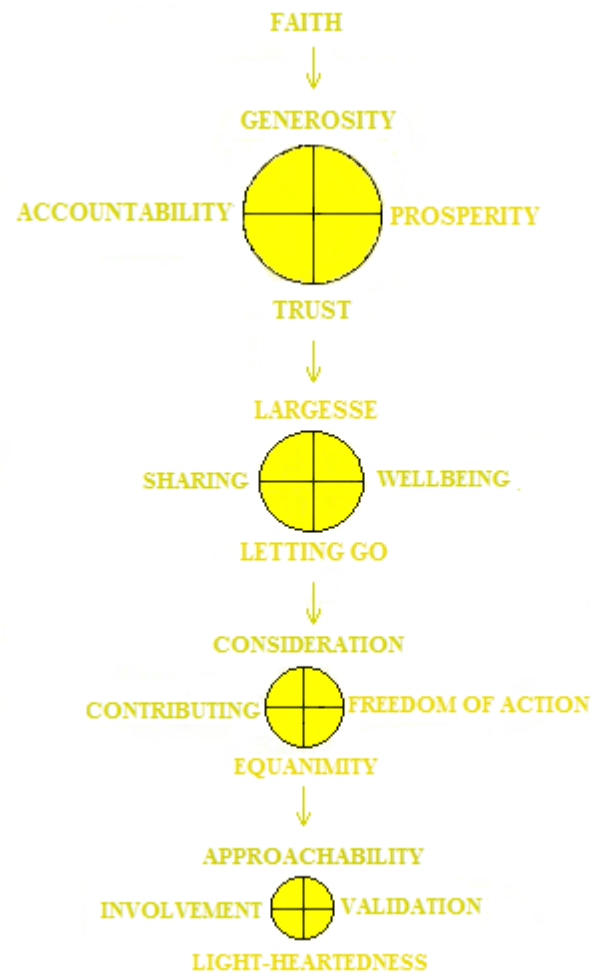 FAITH
GENEROSITY
ACCOUNTABILITY
PROSPERITY
TRUST
LARGESSE
SHARING
WELLBEING
LETTING GO
CONSIDERATION
CONTRIBUTING
FREEDOM OF ACTION
EQUANIMITY
APPROACHABILITY
INVOLVEMENT
VALIDATION
LIGHT-HEARTEDNESS